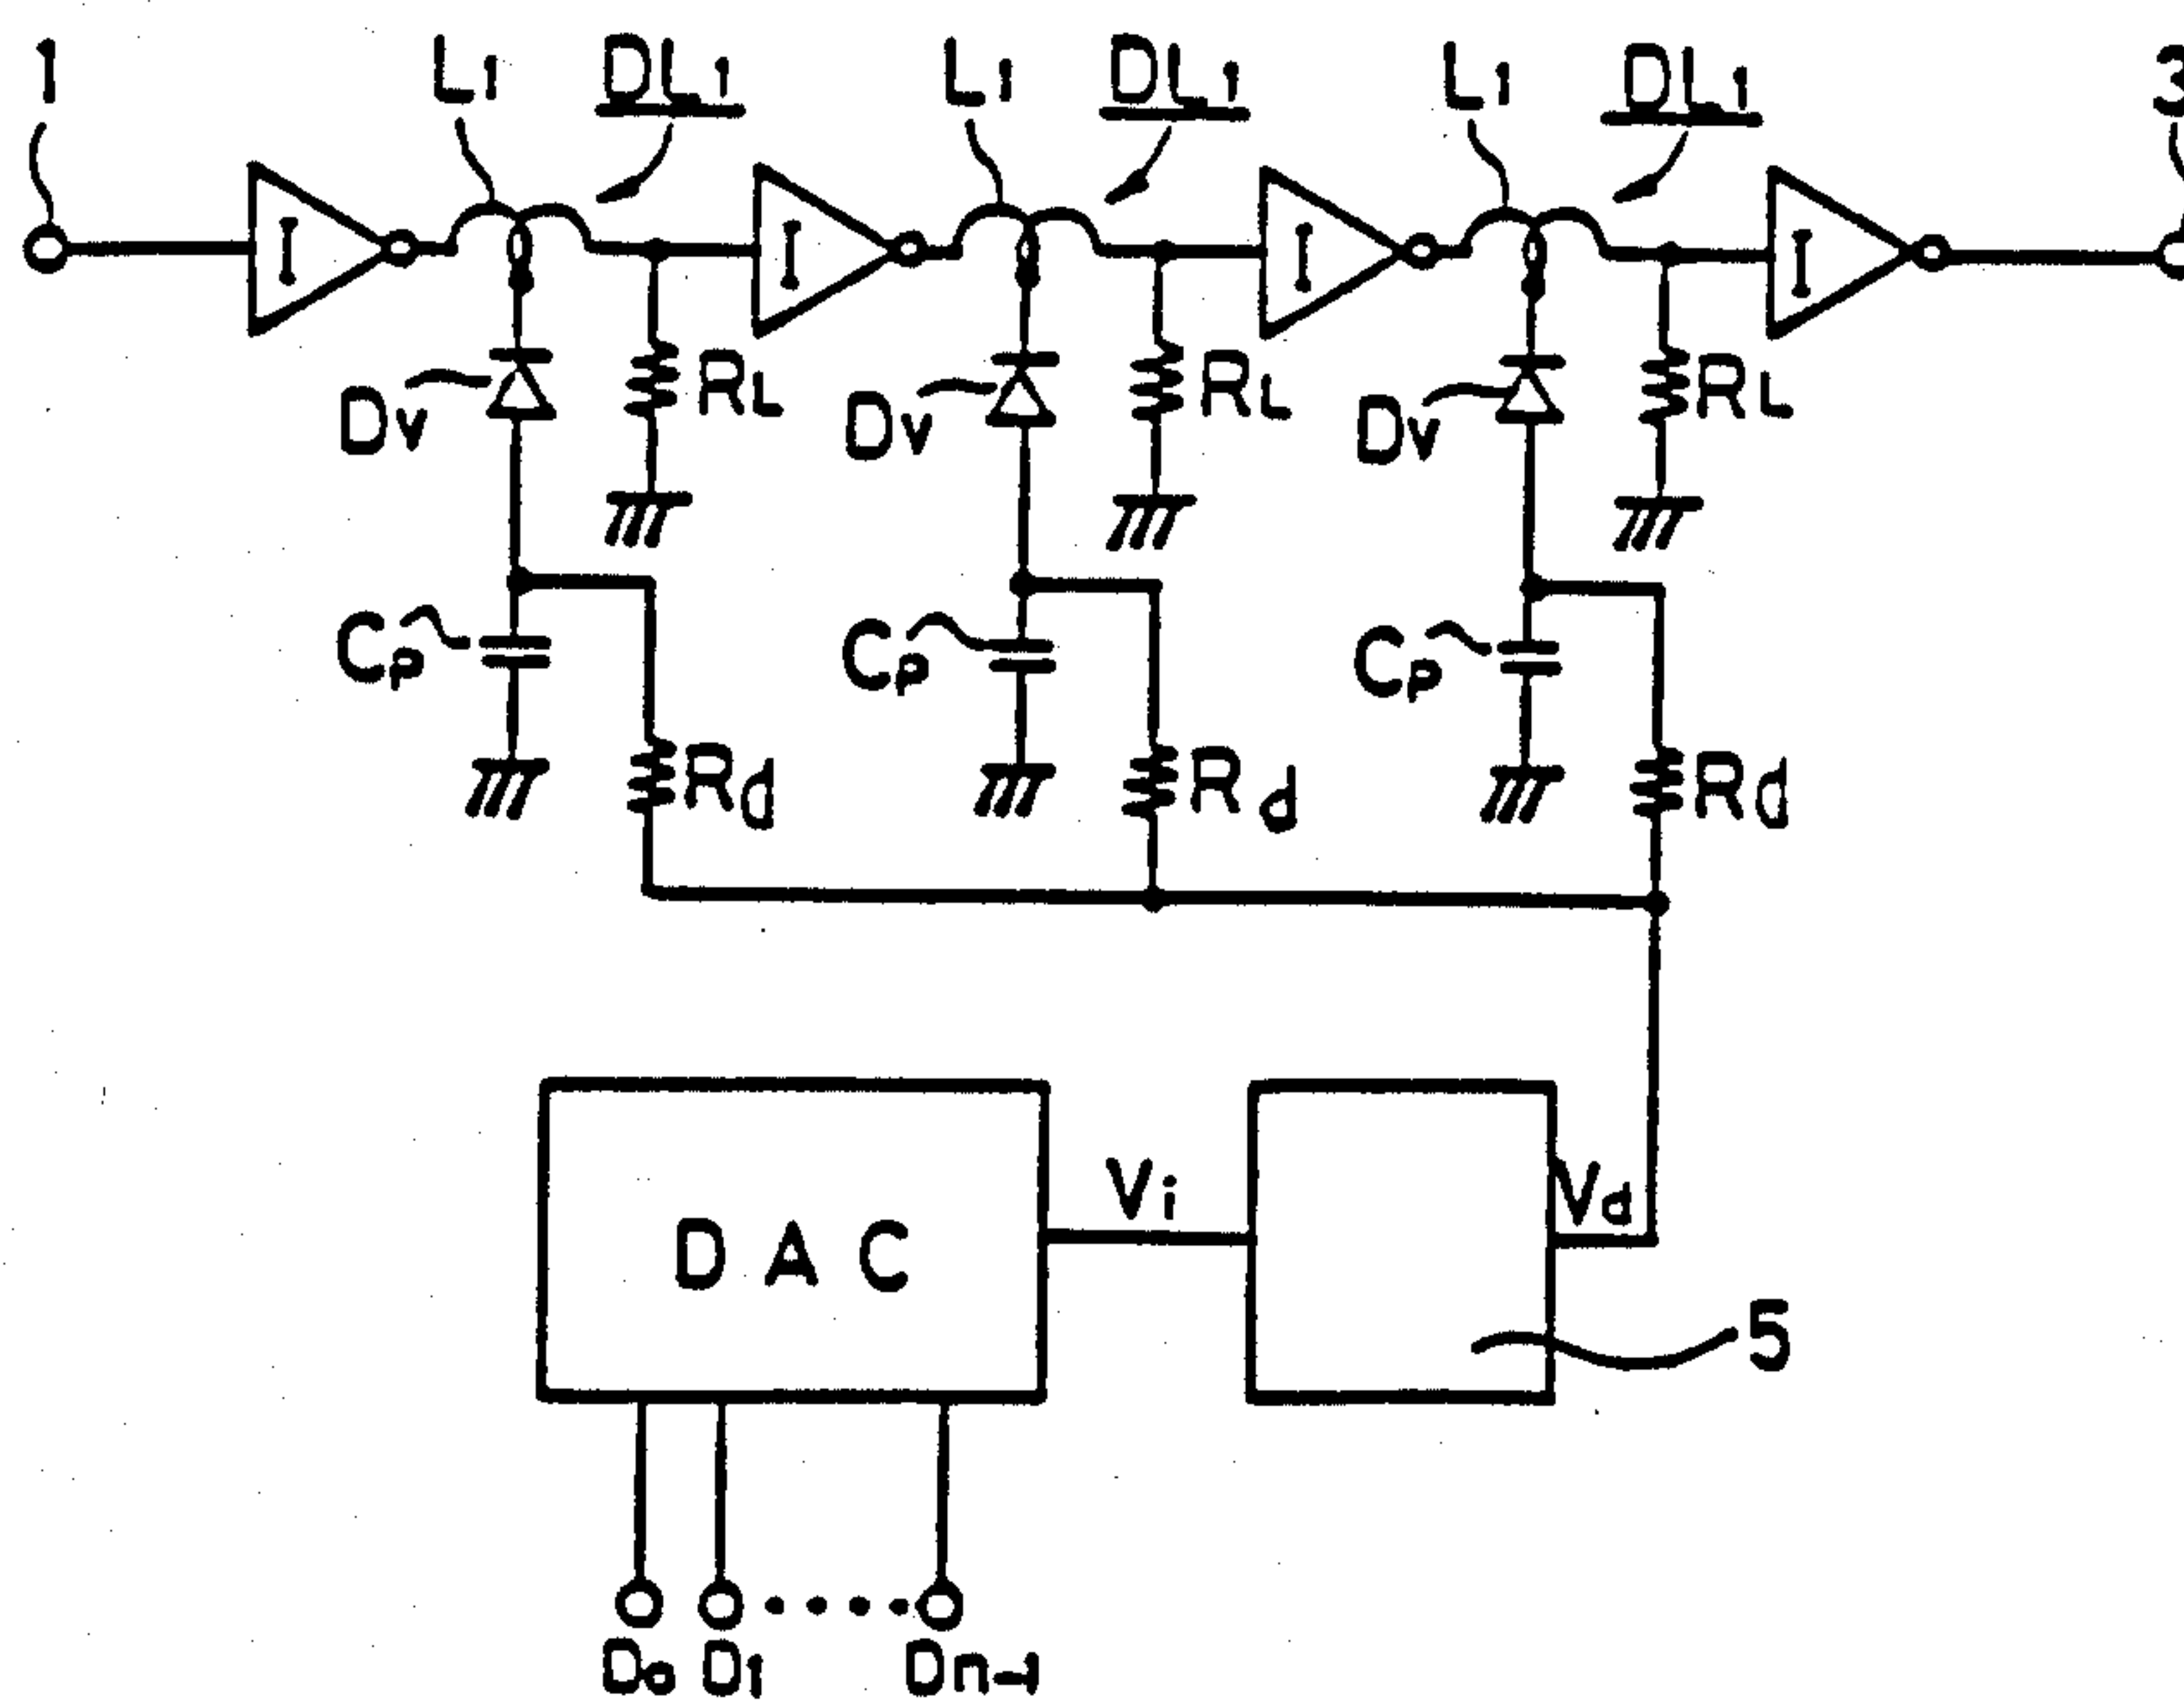 1 L1 DL1 L1 DL1 L1 DL1 3
I I I I
Dv RL Dv RL Dv RL
Cp Cp Cp
Rd Rd Rd
Vi Vd
DAC
5
D0 D1 Dn-1